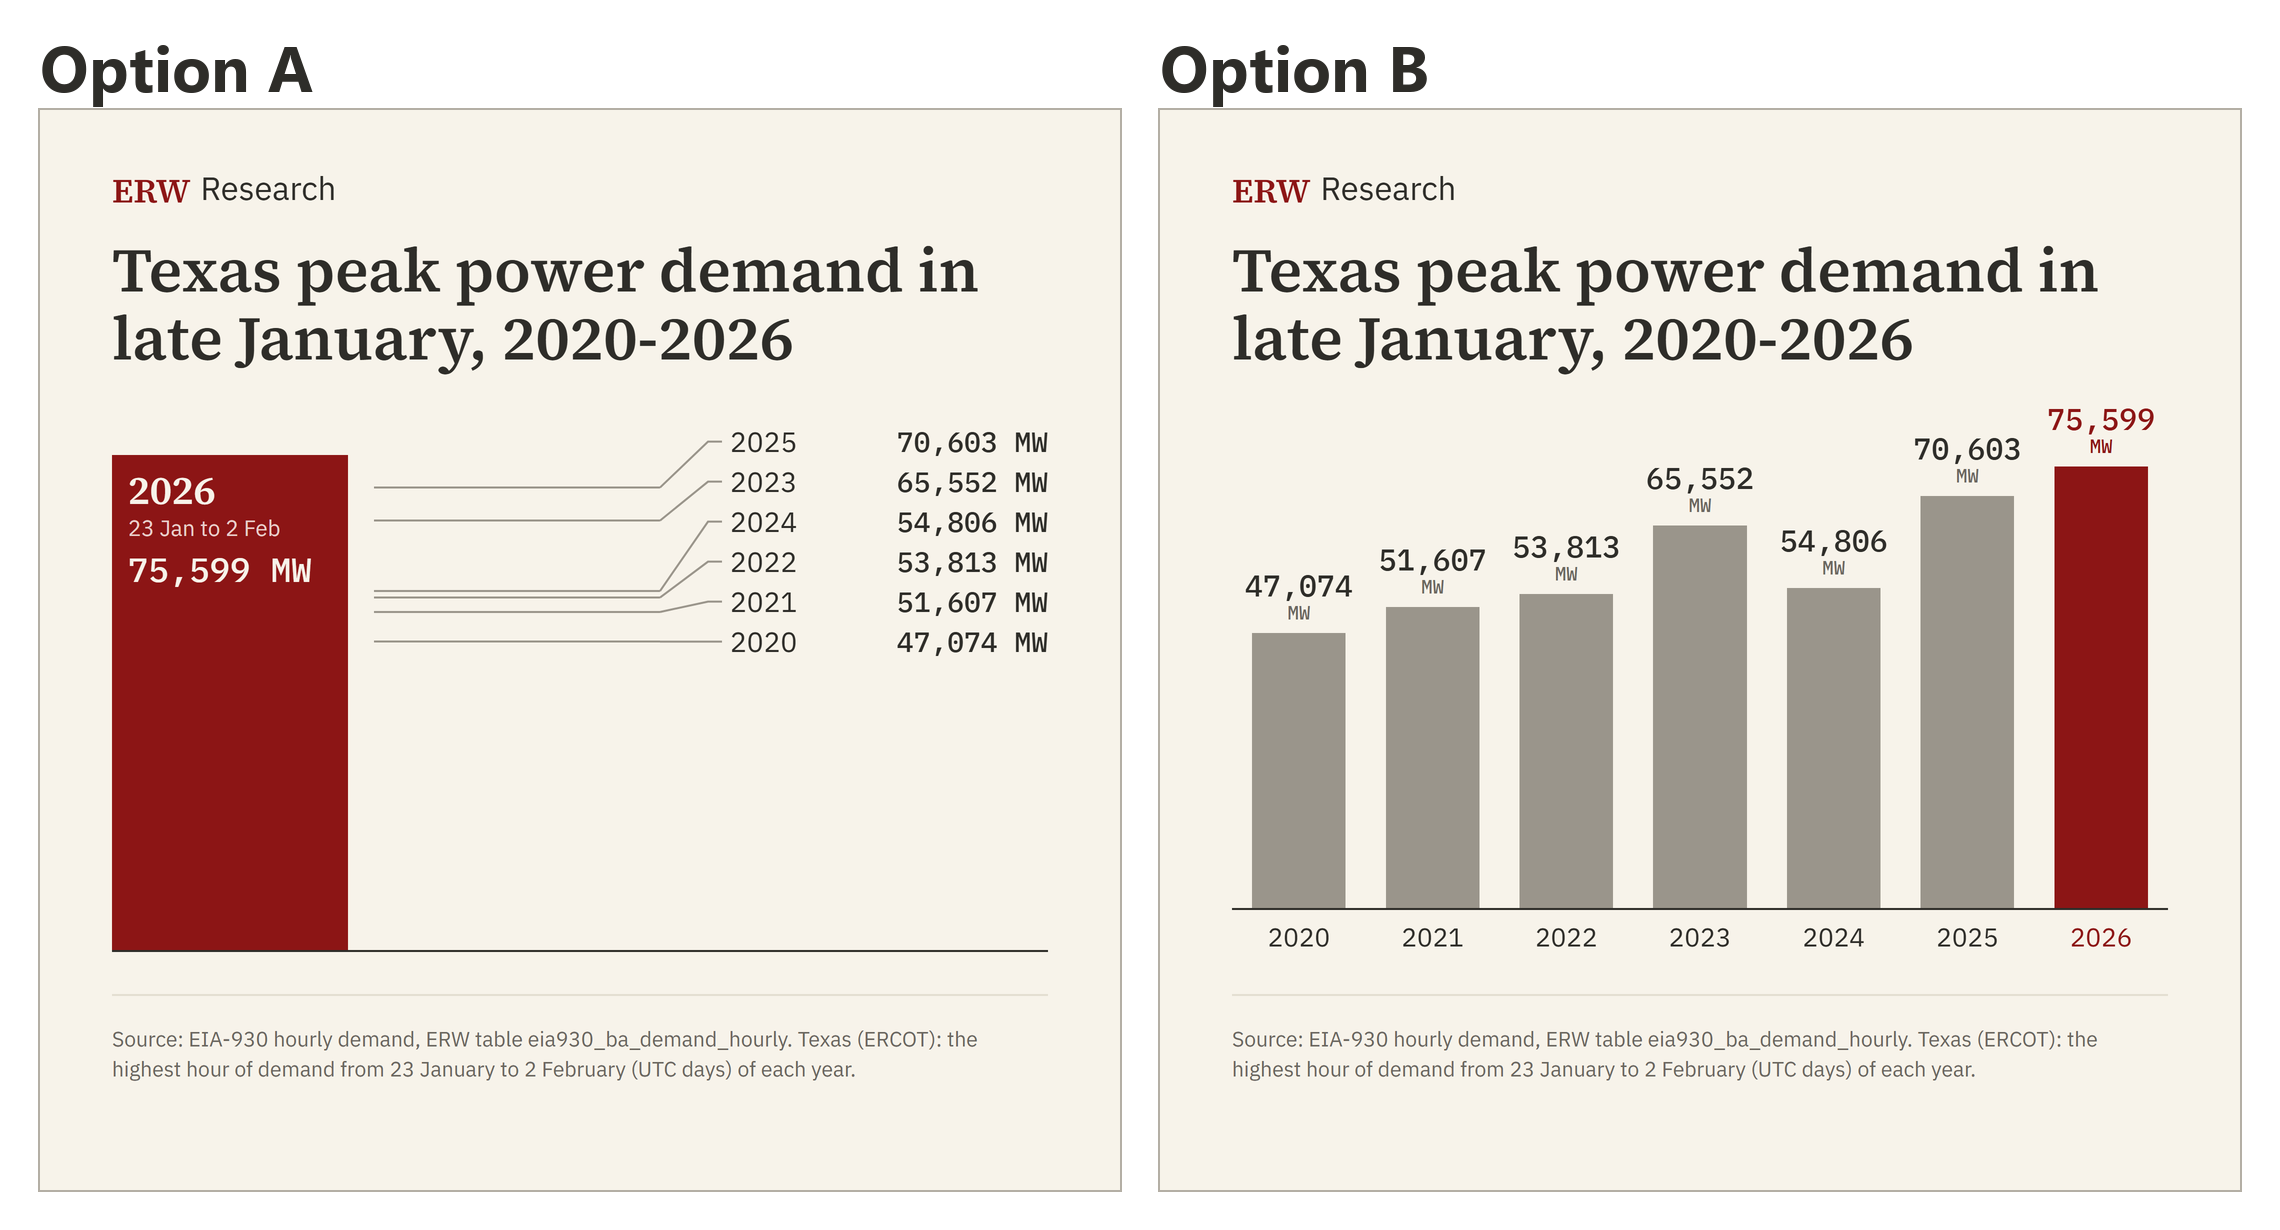 Option A
ERW Research
Texas peak power demand in
late January, 2020-2026
2026
23 Jan to 2 Feb
75,599 MW
2025 70,603 MW
2023 65,552 MW
2024 54,806 MW
2022 53,813 MW
2021 51,607 MW
2020 47,074 MW
Source: EIA-930 hourly demand, ERW table eia930_ba_demand_hourly. Texas (ERCOT): the
highest hour of demand from 23 January to 2 February (UTC days) of each year.
Option B
ERW Research
Texas peak power demand in
late January, 2020-2026
47,074
MW
51,607
MW
53,813
MW
65,552
MW
54,806
MW
70,603
MW
75,599
MW
2020 2021 2022 2023 2024 2025 2026
Source: EIA-930 hourly demand, ERW table eia930_ba_demand_hourly. Texas (ERCOT): the
highest hour of demand from 23 January to 2 February (UTC days) of each year.